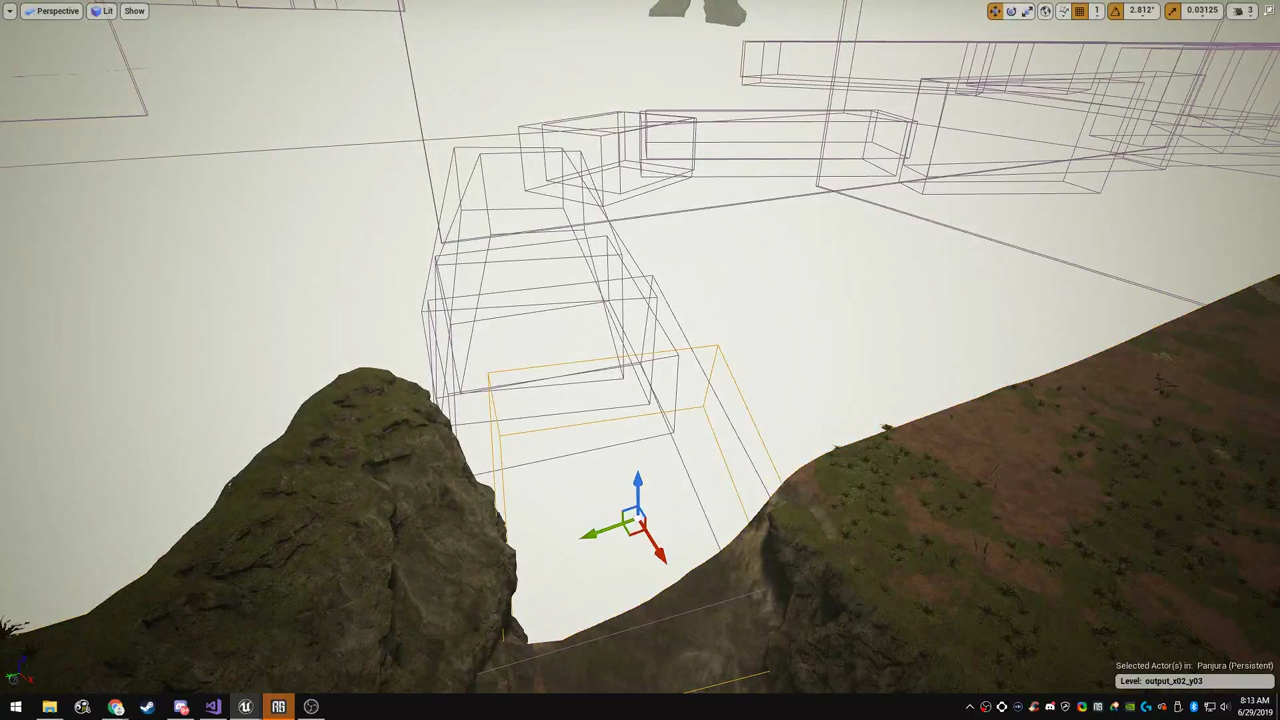 Perspective Lit Show 1 2.812° 0.03125 3
Selected Actor(s) in: Panjura (Persistent)
Level: output_x02_y03
8:13 AM
6/29/2019